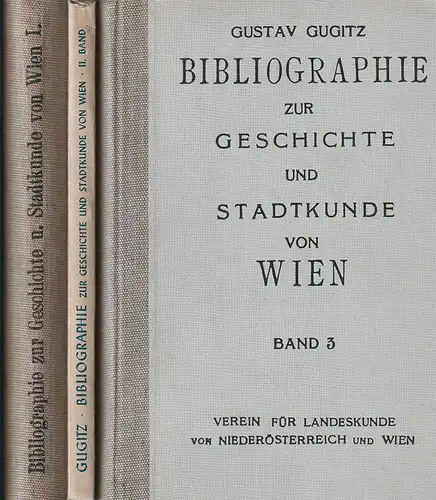 Bibliographie zur Geschichte u. Stadtkunde von Wien I.
GUGITZ · BIBLIOGRAPHIE ZUR GESCHICHTE UND STADTKUNDE VON WIEN · II. BAND
GUSTAV GUGITZ
BIBLIOGRAPHIE
ZUR
GESCHICHTE
UND
STADTKUNDE
VON
WIEN
BAND 3
VEREIN FÜR LANDESKUNDE
VON NIEDERÖSTERREICH UND WIEN